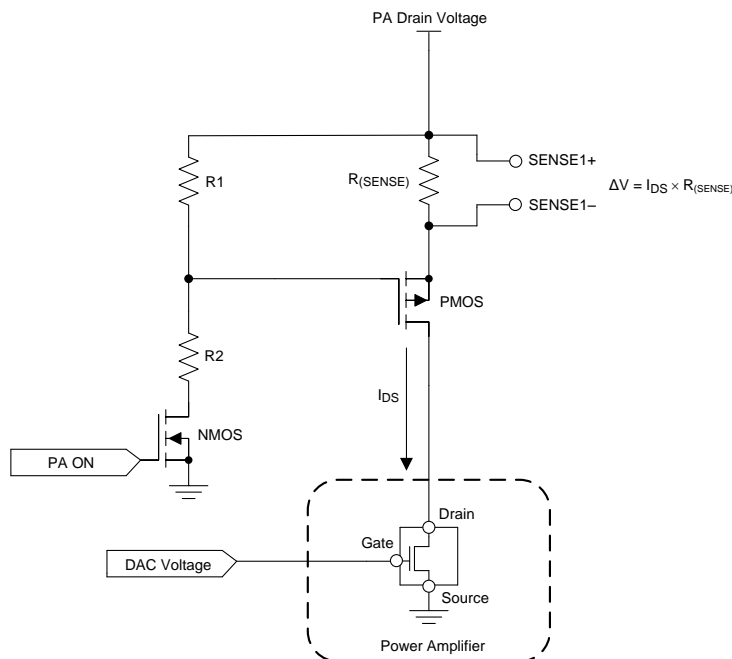 PA Drain Voltage
SENSE1+
R1
R(SENSE)
ΔV = IDS × R(SENSE)
SENSE1–
PMOS
R2
IDS
NMOS
PA ON
Drain
Gate
DAC Voltage
Source
Power Amplifier